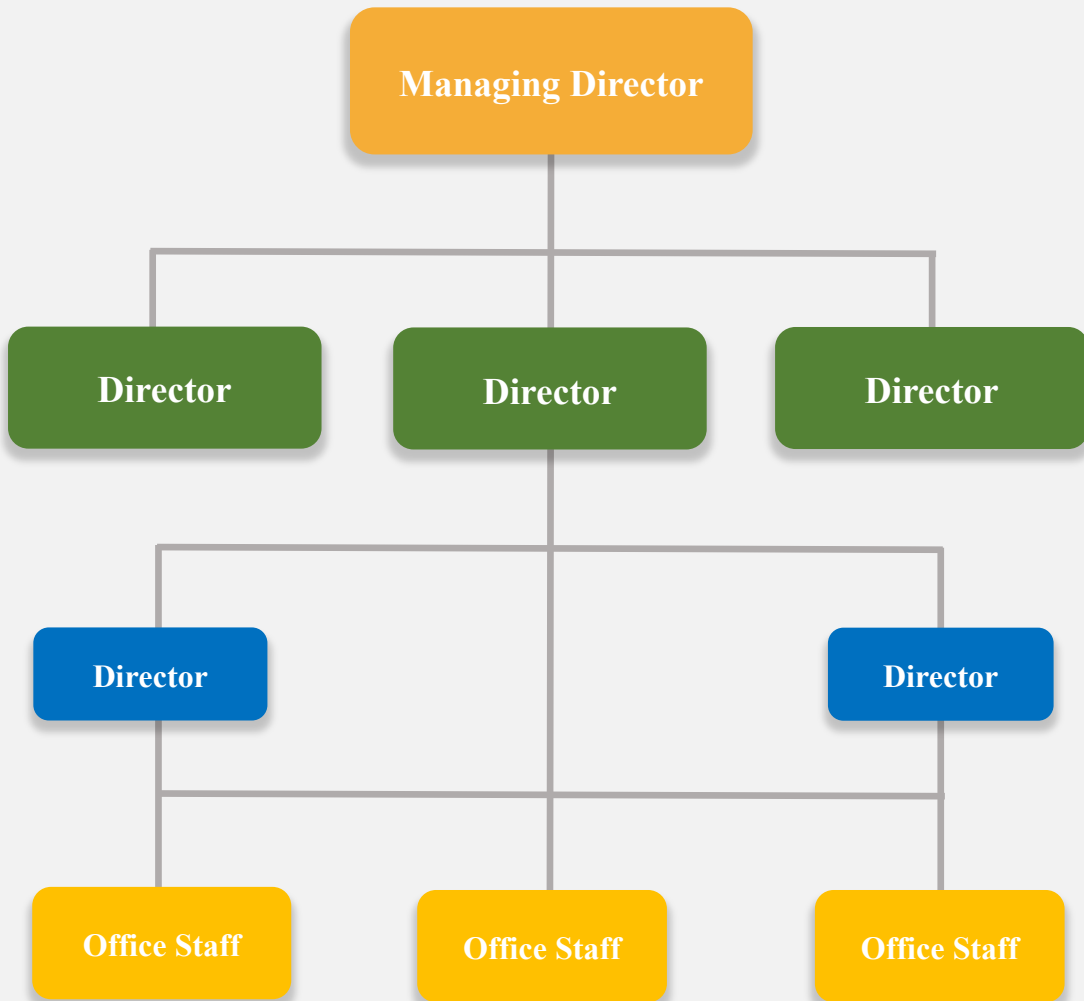 Managing Director
Director
Director
Director
Director
Director
Office Staff
Office Staff
Office Staff